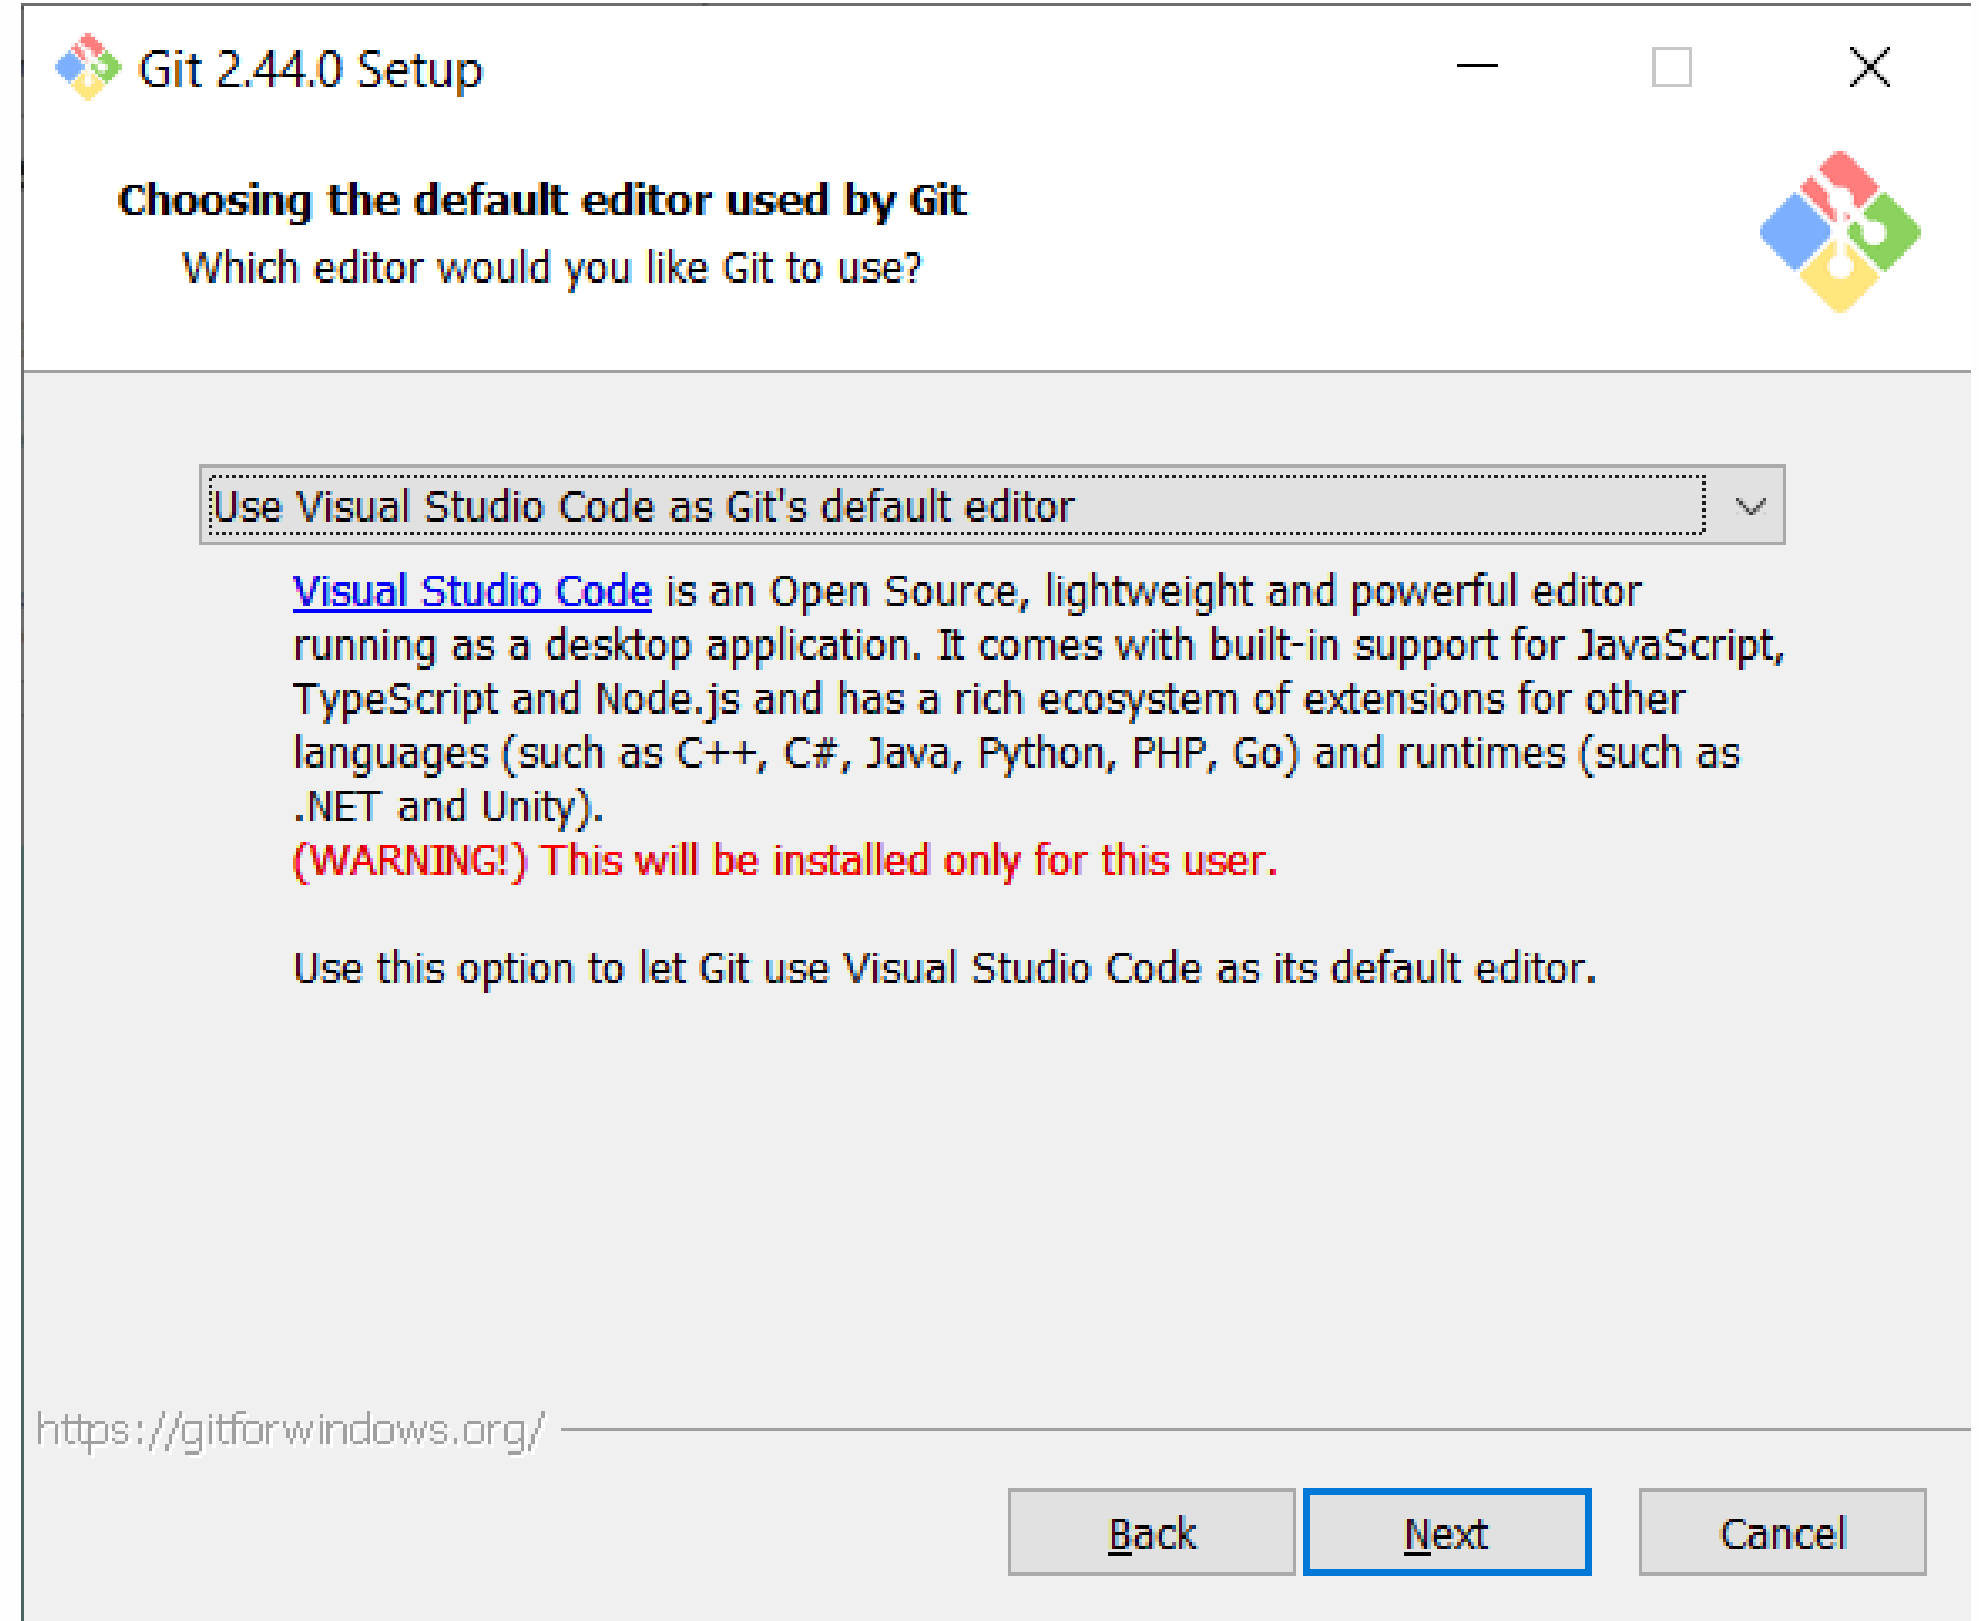 Git 2.44.0 Setup
Choosing the default editor used by Git
Which editor would you like Git to use?
Use Visual Studio Code as Git's default editor
Visual Studio Code is an Open Source, lightweight and powerful editor
running as a desktop application. It comes with built-in support for JavaScript,
TypeScript and Node.js and has a rich ecosystem of extensions for other
languages (such as C++, C#, Java, Python, PHP, Go) and runtimes (such as
.NET and Unity).
(WARNING!) This will be installed only for this user.
Use this option to let Git use Visual Studio Code as its default editor.
https://gitforwindows.org/
Back Next Cancel